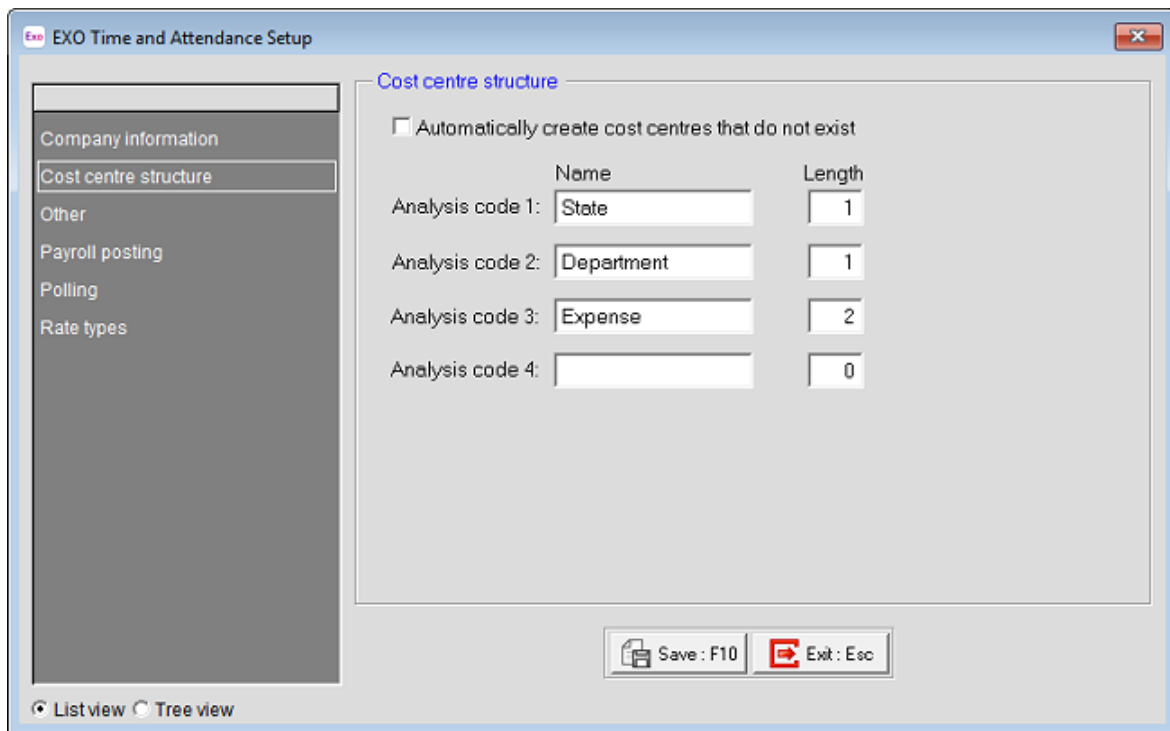 Exo EXO Time and Attendance Setup
Company information
Cost centre structure
Other
Payroll posting
Polling
Rate types
Cost centre structure
Automatically create cost centres that do not exist
Name Length
Analysis code 1: State 1
Analysis code 2: Department 1
Analysis code 3: Expense 2
Analysis code 4: 0
Save : F10 Exit : Esc
List view Tree view